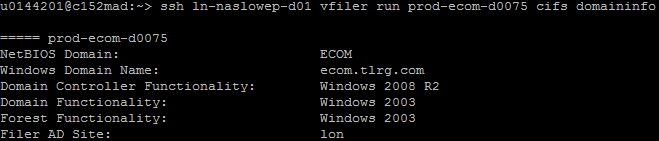 u0144201@c152mad:~> ssh ln-naslowep-d01 vfiler run prod-ecom-d0075 cifs domaininfo
===== prod-ecom-d0075
NetBIOS Domain: ECOM
Windows Domain Name: ecom.tlrg.com
Domain Controller Functionality: Windows 2008 R2
Domain Functionality: Windows 2003
Forest Functionality: Windows 2003
Filer AD Site: lon